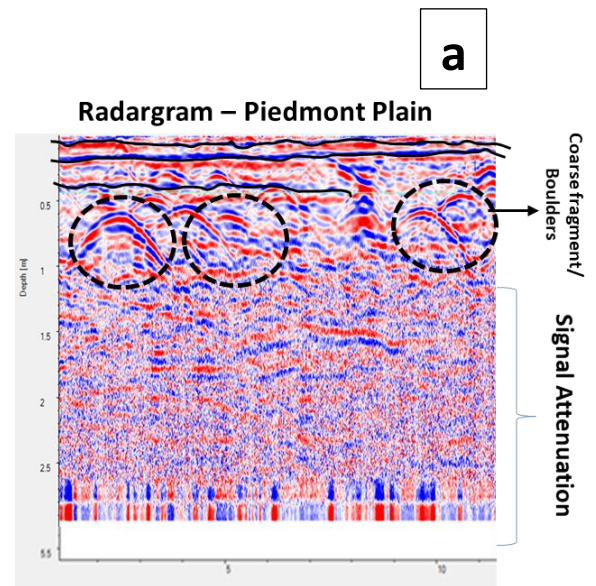 a
Radargram – Piedmont Plain
Coarse fragment/
Boulders
Signal Attenuation
Depth [m]
0.5
1
1.5
2
2.5
5.5
5
10